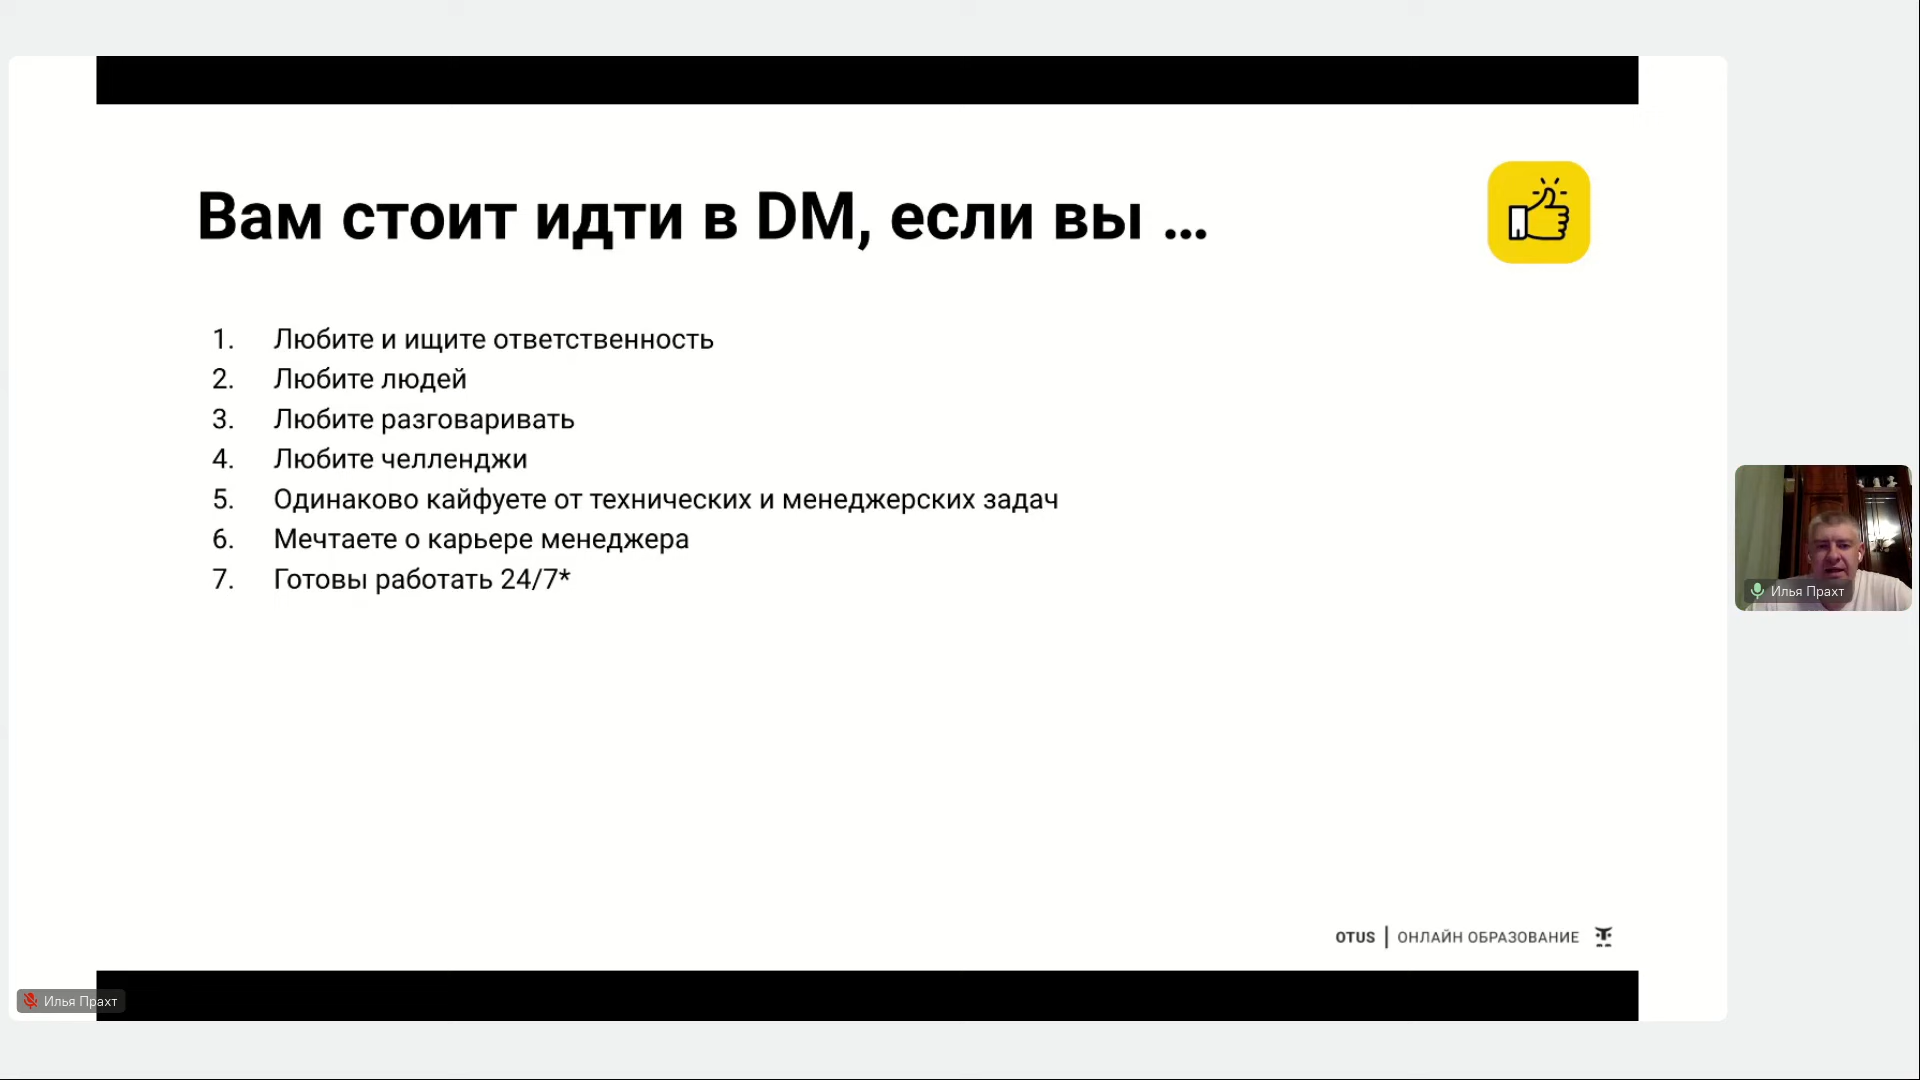 Вам стоит идти в DM, если вы ...
1. Любите и ищите ответственность
2. Любите людей
3. Любите разговаривать
4. Любите челленджи
5. Одинаково кайфуете от технических и менеджерских задач
6. Мечтаете о карьере менеджера
7. Готовы работать 24/7*
Илья Прахт
OTUS | ОНЛАЙН ОБРАЗОВАНИЕ
Илья Прахт